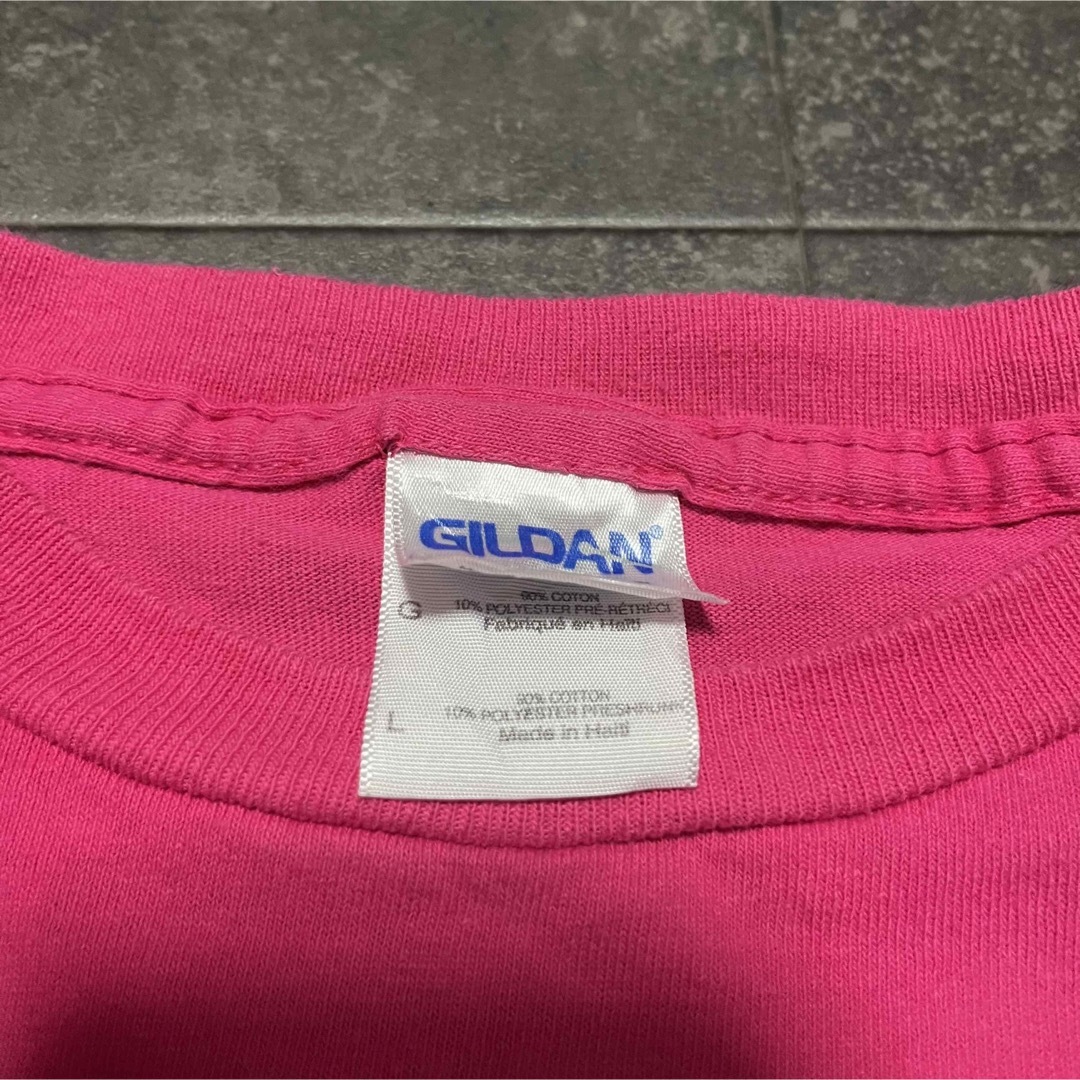 GILDAN®
90% COTON
10% POLYESTER PRÉ-RÉTRÉCI
G
Fabriqué en Haïti
90% COTTON
10% POLYESTER PRESHRUNK
L
Made in Haiti